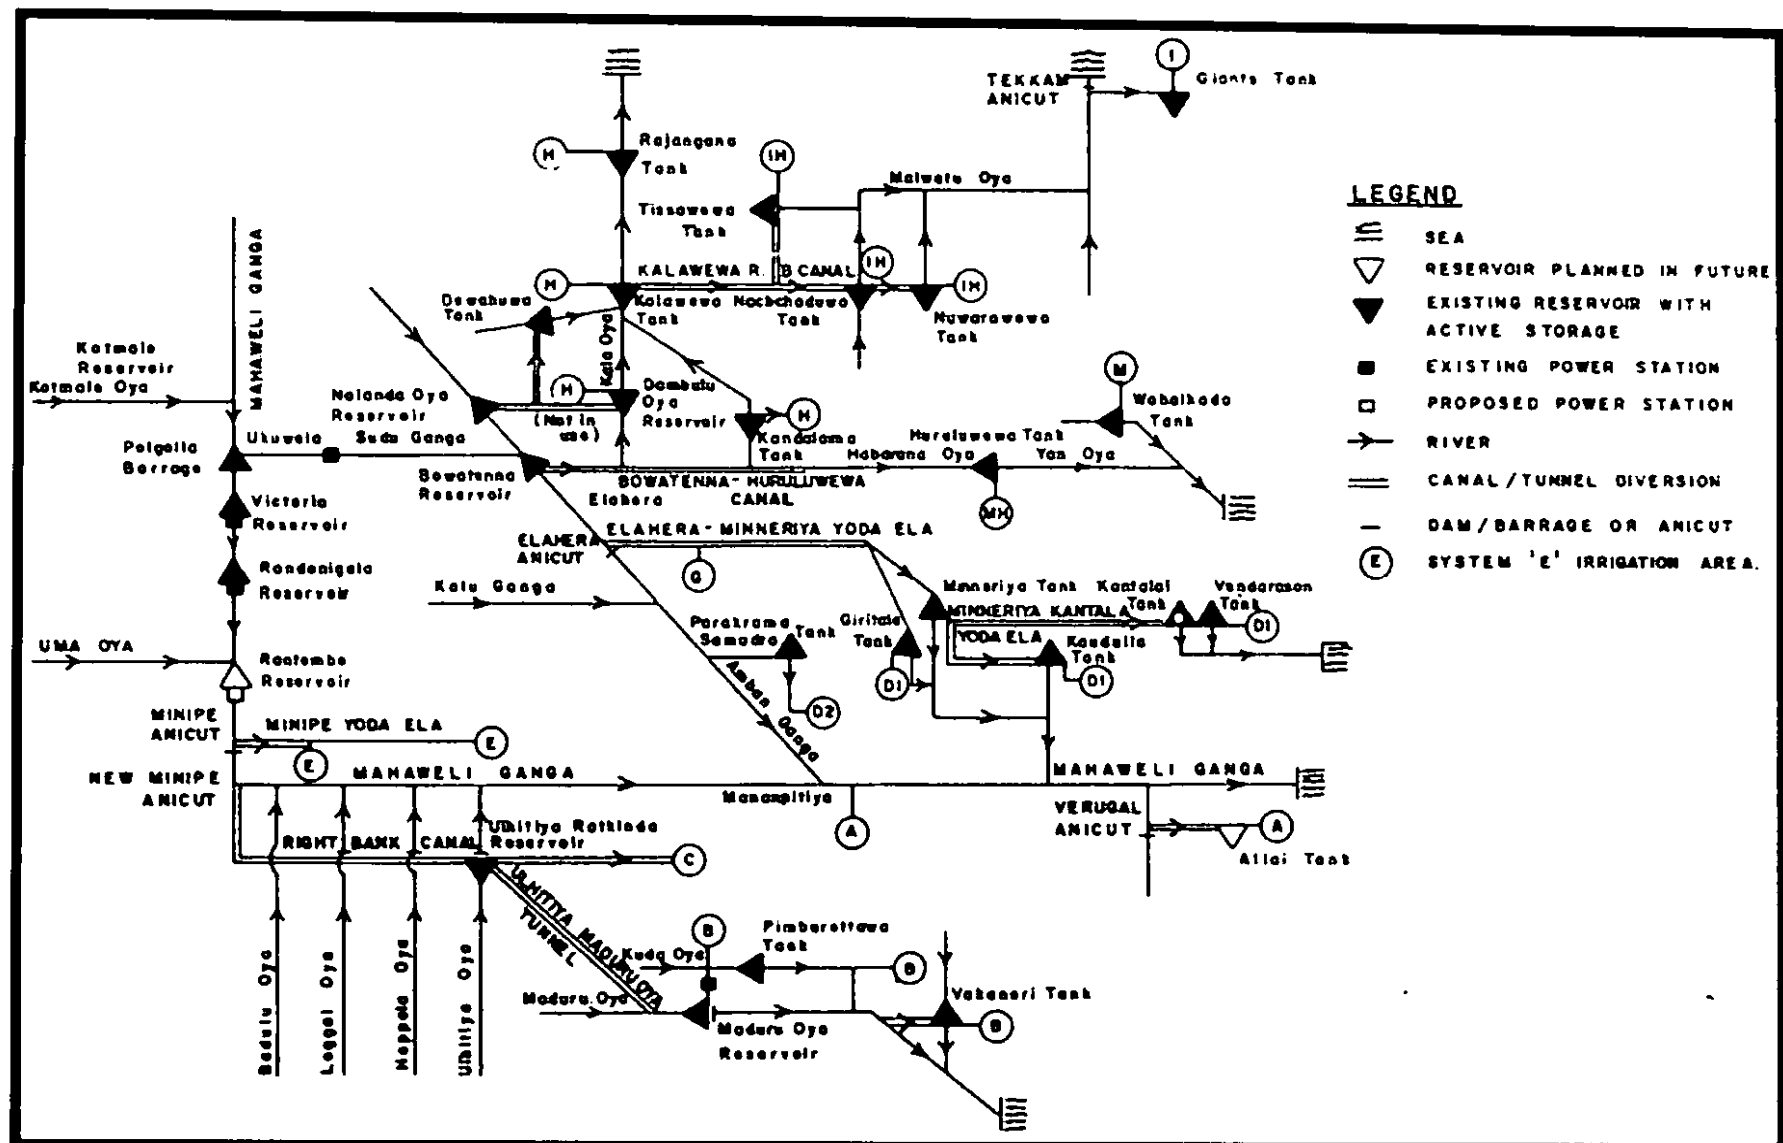 TEKKAM
ANICUT
I
Giants Tank
H
Rajangana
Tank
IH
Malwatu Oya
Tissawewa
Tank
MAHAWELI GANGA
KALAWEWA R. B CANAL
IH
H
Kalawewa
Tank
Nachchaduwa
Tank
IH
Nuwarawewa
Tank
Dewahuwa
Tank
Kala Oya
Kotmale
Reservoir
Kotmale Oya
Nalanda Oya
Reservoir
H
(Not in
use)
Dambulu
Oya
Reservoir
H
Kandalama
Tank
M
Wahalkada
Tank
Polgolla
Barrage
Ukuwela
Sudu Ganga
Bowatenna
Reservoir
Huruluwewa Tank
Habarana Oya
Yan Oya
BOWATENNA-HURULUWEWA
CANAL
MH
Elahera
Victoria
Reservoir
ELAHERA
ANICUT
ELAHERA-MINNERIYA YODA ELA
G
Randenigala
Reservoir
Kalu Ganga
Minneriya Tank
Kantalai
Tank
Vendarason
Tank
MINNERIYA KANTALA
YODA ELA
D1
Giritale
Tank
Kaudulla
Tank
D1
D1
Parakrama
Samadra
Tank
D2
Amban Ganga
UMA OYA
Rantembe
Reservoir
MINIPE
ANICUT
MINIPE YODA ELA
E
E
NEW MINIPE
ANICUT
MAHAWELI GANGA
Manampitiya
MAHAWELI GANGA
A
VERUGAL
ANICUT
A
Allai Tank
Ulhitiya Ratkinda
Reservoir
RIGHT BANK CANAL
C
ULHITIYA MADURU OYA
TUNNEL
Badulu Oya
Loggal Oya
Heppola Oya
Ulhitiya Oya
B
Kuda Oya
Pimburettawa
Tank
B
Maduru Oya
Maduru Oya
Reservoir
Vakaneri Tank
B
LEGEND
SEA
RESERVOIR PLANNED IN FUTURE
EXISTING RESERVOIR WITH
ACTIVE STORAGE
EXISTING POWER STATION
PROPOSED POWER STATION
RIVER
CANAL/TUNNEL DIVERSION
DAM/BARRAGE OR ANICUT
E
SYSTEM 'E' IRRIGATION AREA.